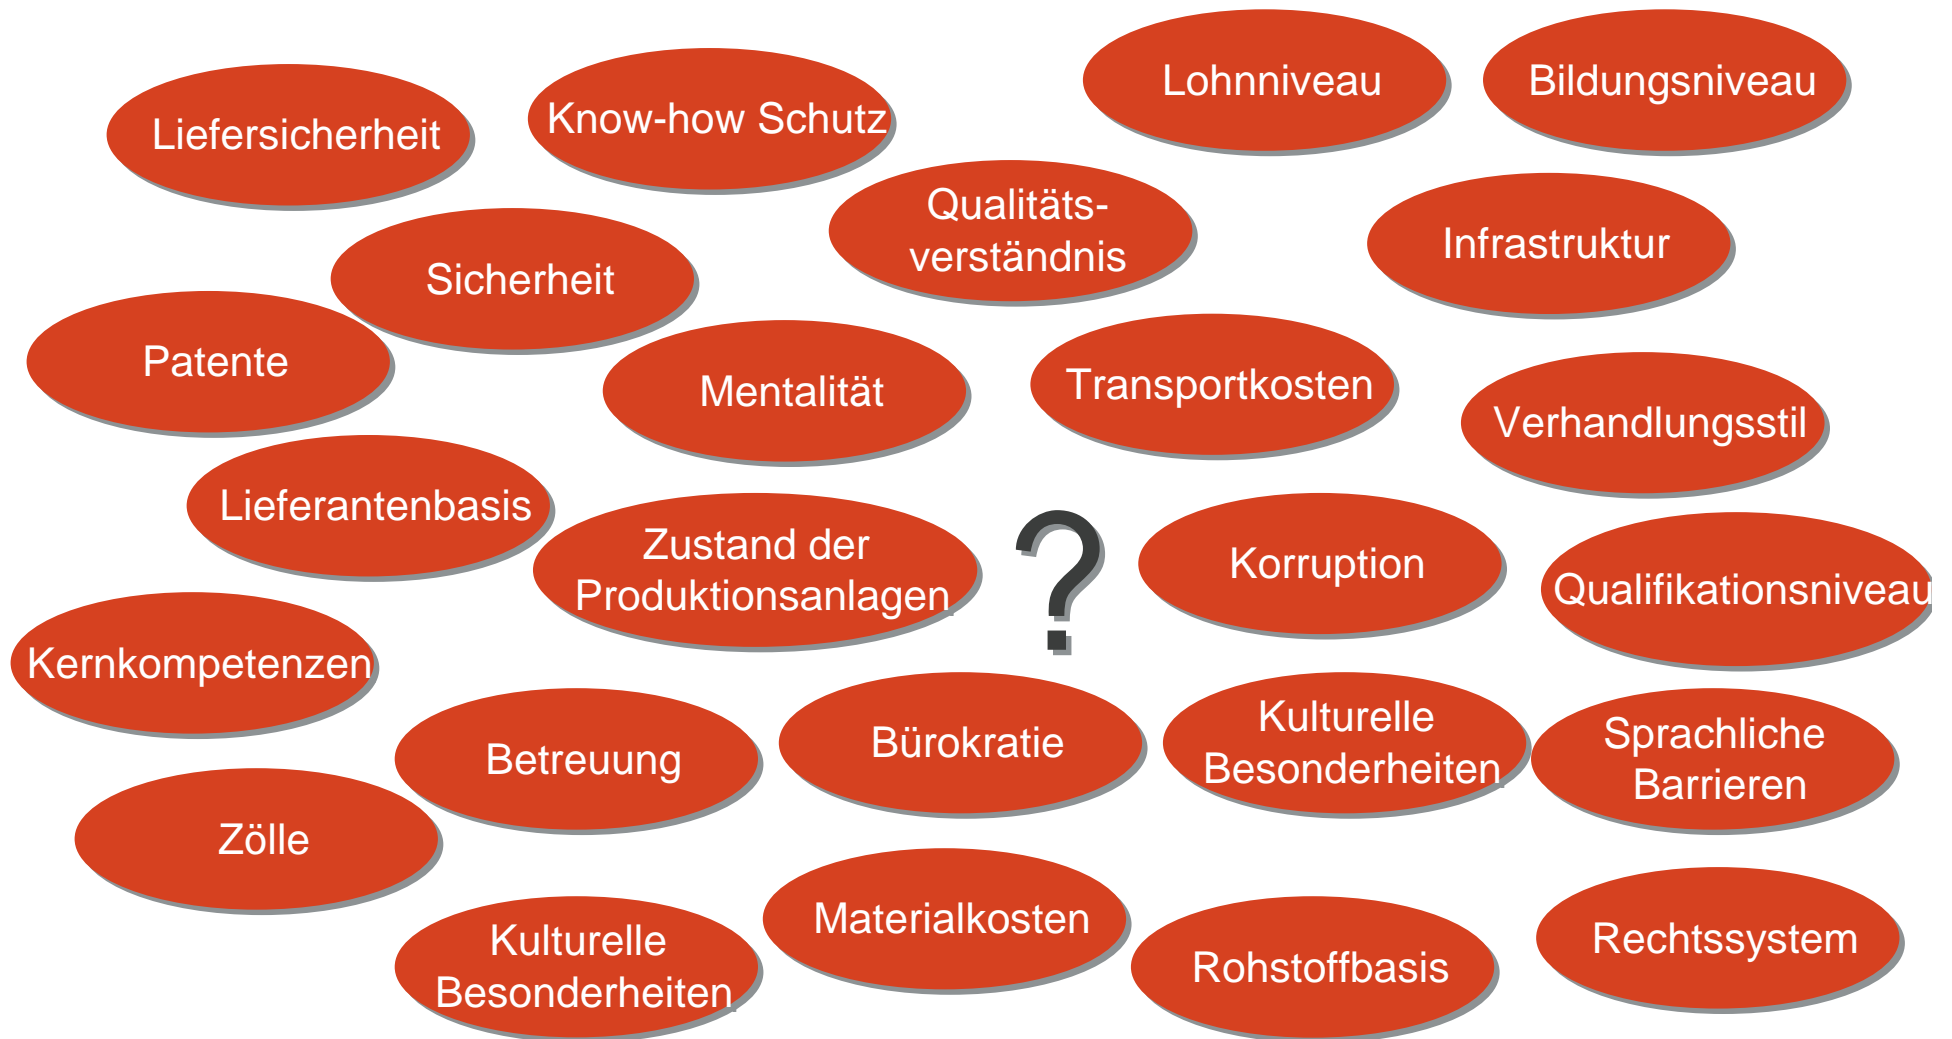 Lohnniveau
Bildungsniveau
Know-how Schutz
Liefersicherheit
Qualitäts-
verständnis
Infrastruktur
Sicherheit
Patente
Mentalität
Transportkosten
Verhandlungsstil
Lieferantenbasis
Zustand der
Produktionsanlagen
?
Korruption
Qualifikationsniveau
Kernkompetenzen
Betreuung
Bürokratie
Kulturelle
Besonderheiten
Sprachliche
Barrieren
Zölle
Kulturelle
Besonderheiten
Materialkosten
Rohstoffbasis
Rechtssystem